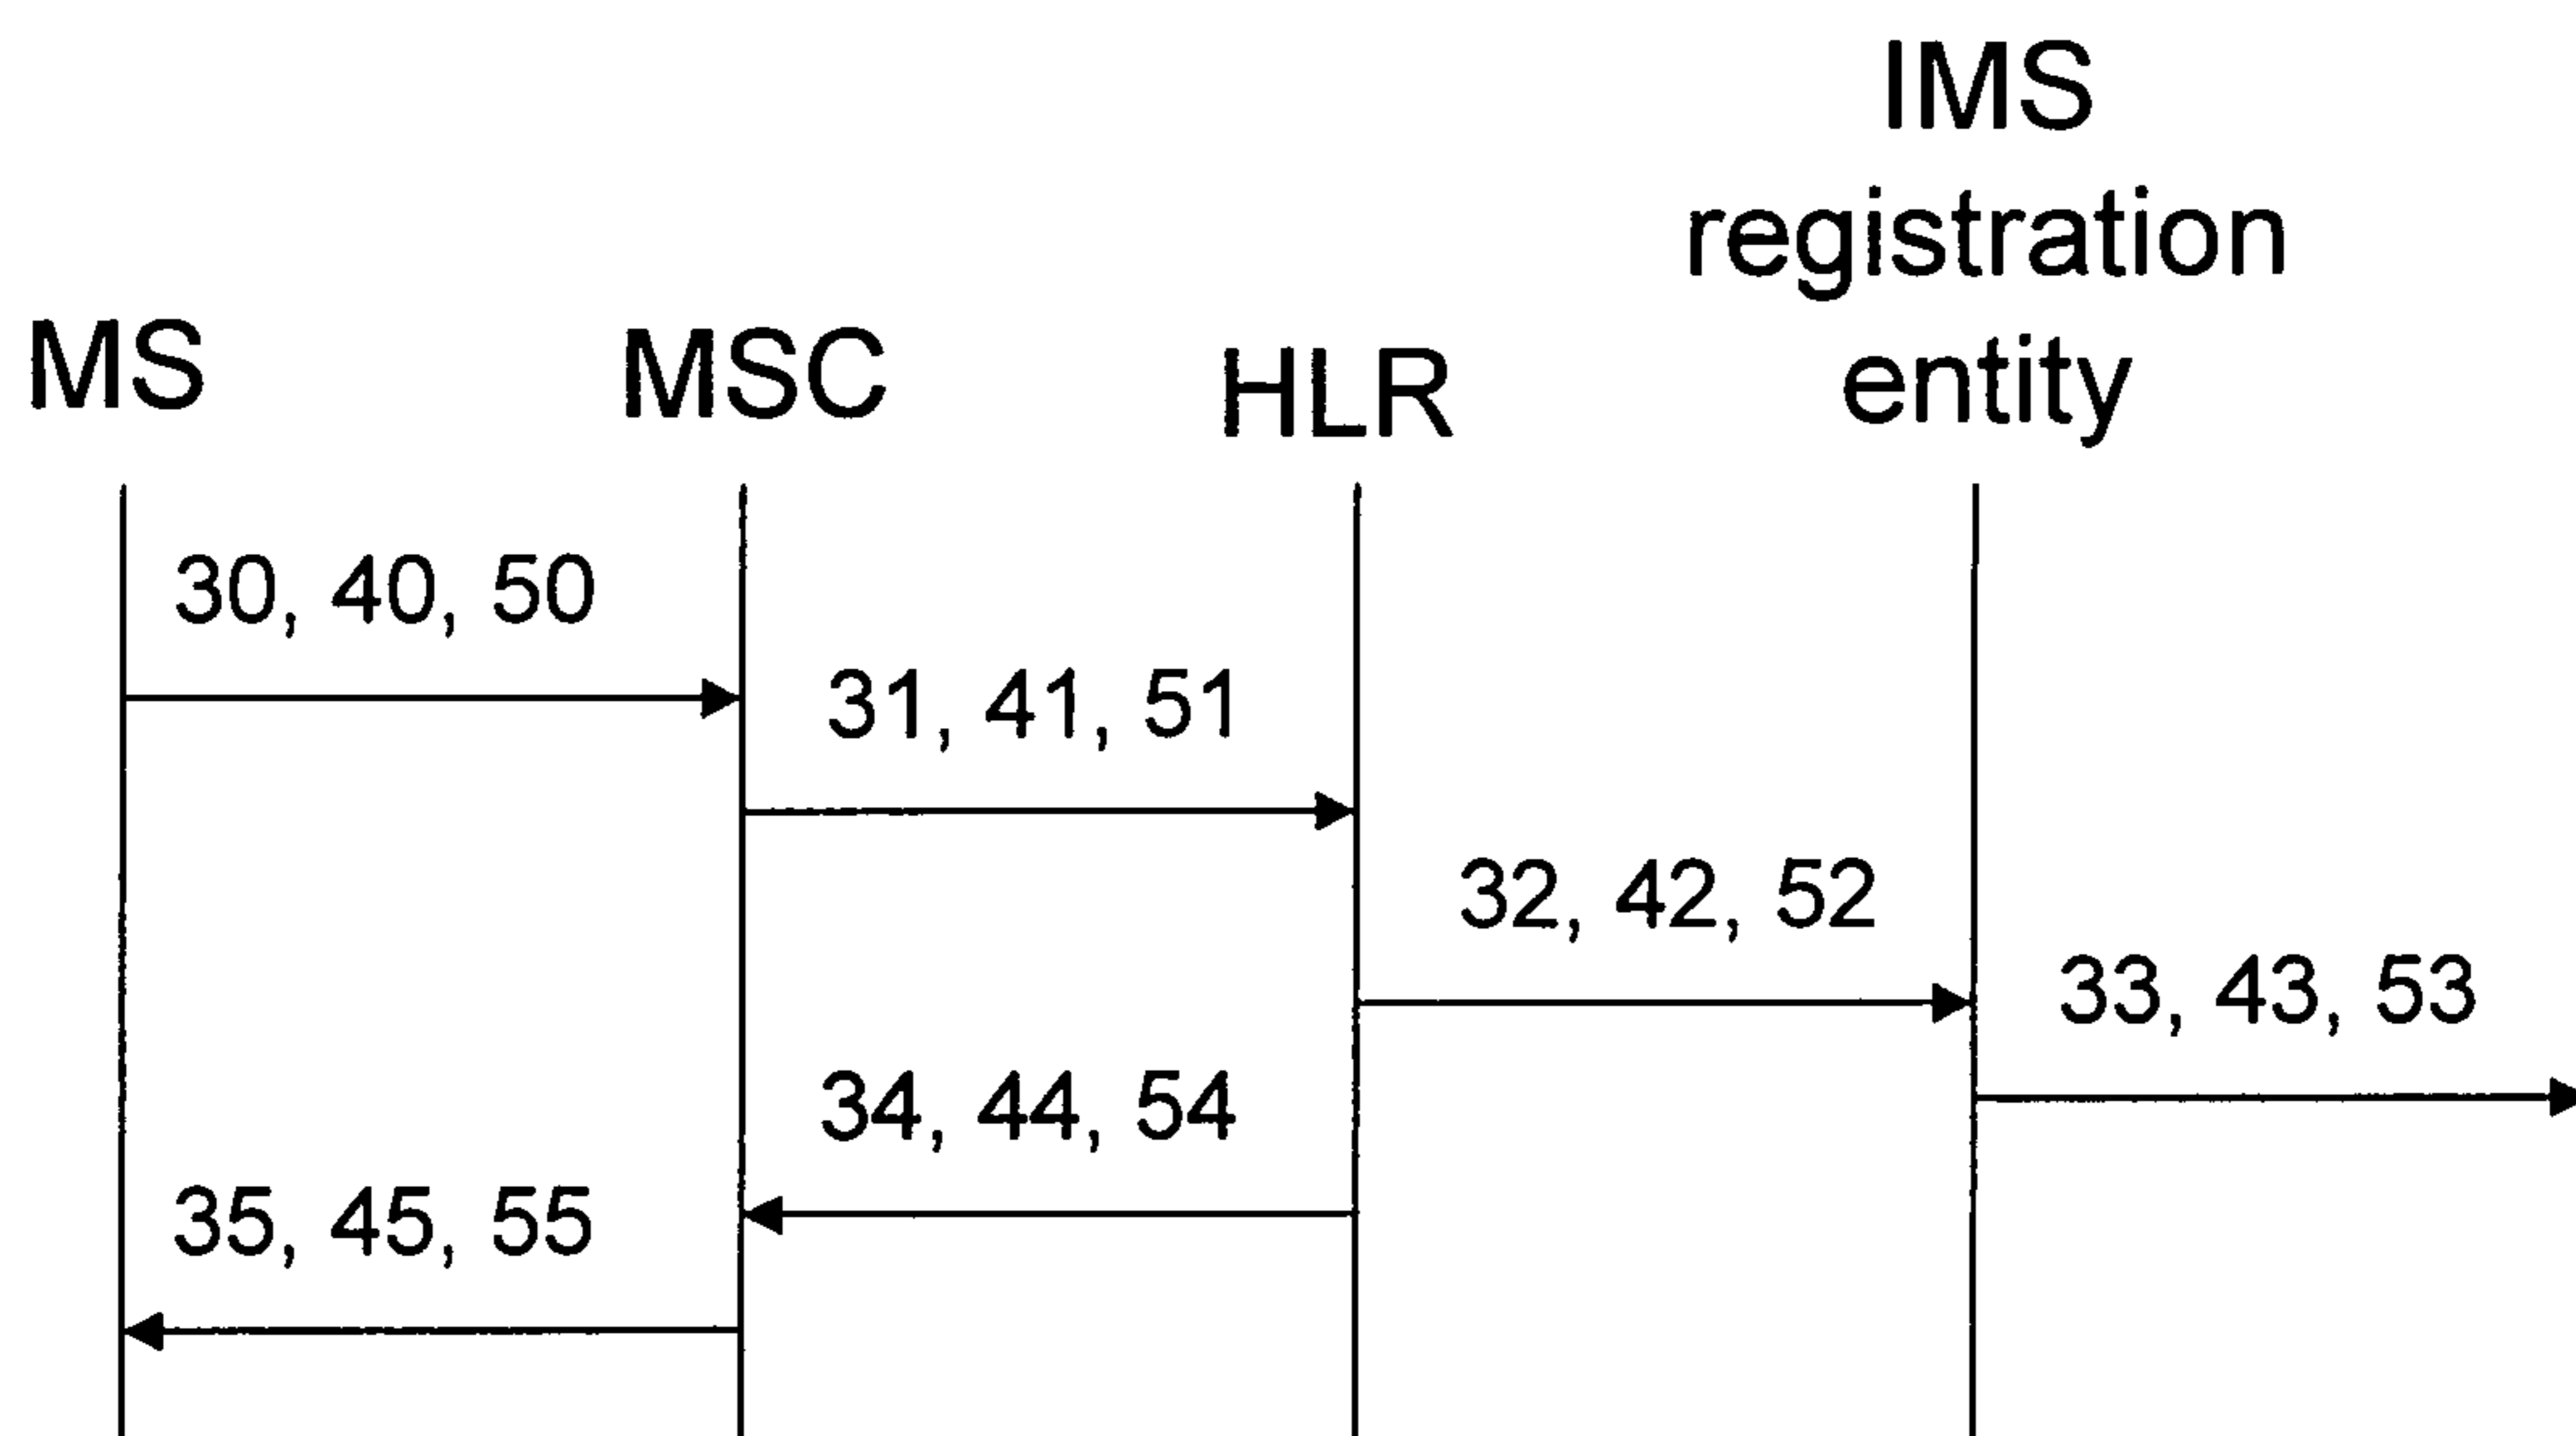 IMS
registration
entity
MS
MSC
HLR
30, 40, 50
31, 41, 51
32, 42, 52
33, 43, 53
34, 44, 54
35, 45, 55